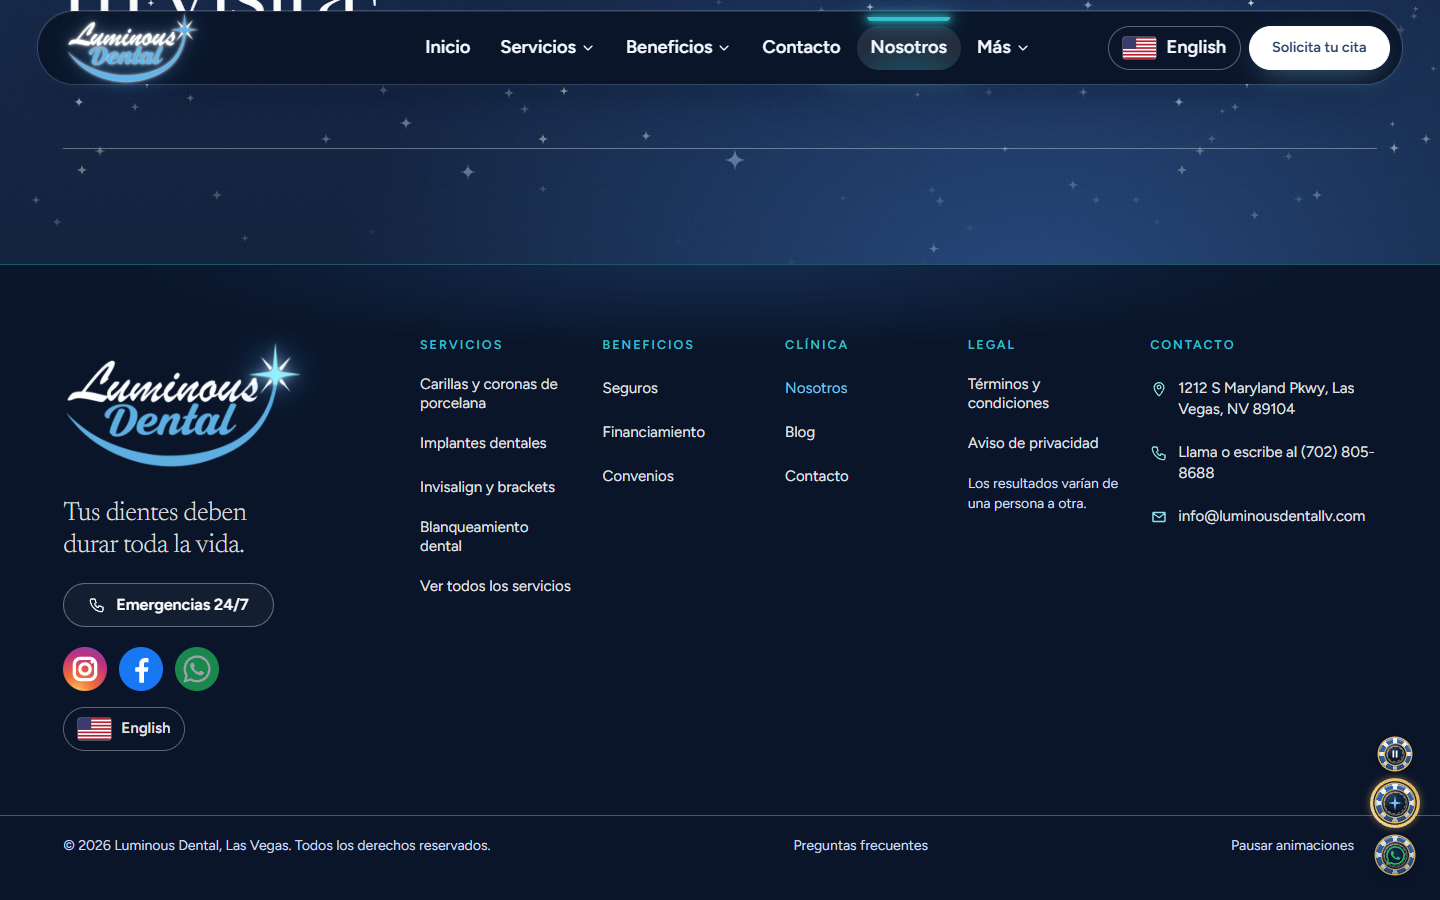 tu visita?
Luminous
Dental
Inicio
Servicios
Beneficios
Contacto
Nosotros
Más
English
Solicita tu cita
Luminous
Dental
Tus dientes deben
durar toda la vida.
Emergencias 24/7
English
SERVICIOS
Carillas y coronas de
porcelana
Implantes dentales
Invisalign y brackets
Blanqueamiento
dental
Ver todos los servicios
BENEFICIOS
Seguros
Financiamiento
Convenios
CLÍNICA
Nosotros
Blog
Contacto
LEGAL
Términos y
condiciones
Aviso de privacidad
Los resultados varían de
una persona a otra.
CONTACTO
1212 S Maryland Pkwy, Las
Vegas, NV 89104
Llama o escribe al (702) 805-
8688
info@luminousdentallv.com
© 2026 Luminous Dental, Las Vegas. Todos los derechos reservados.
Preguntas frecuentes
Pausar animaciones